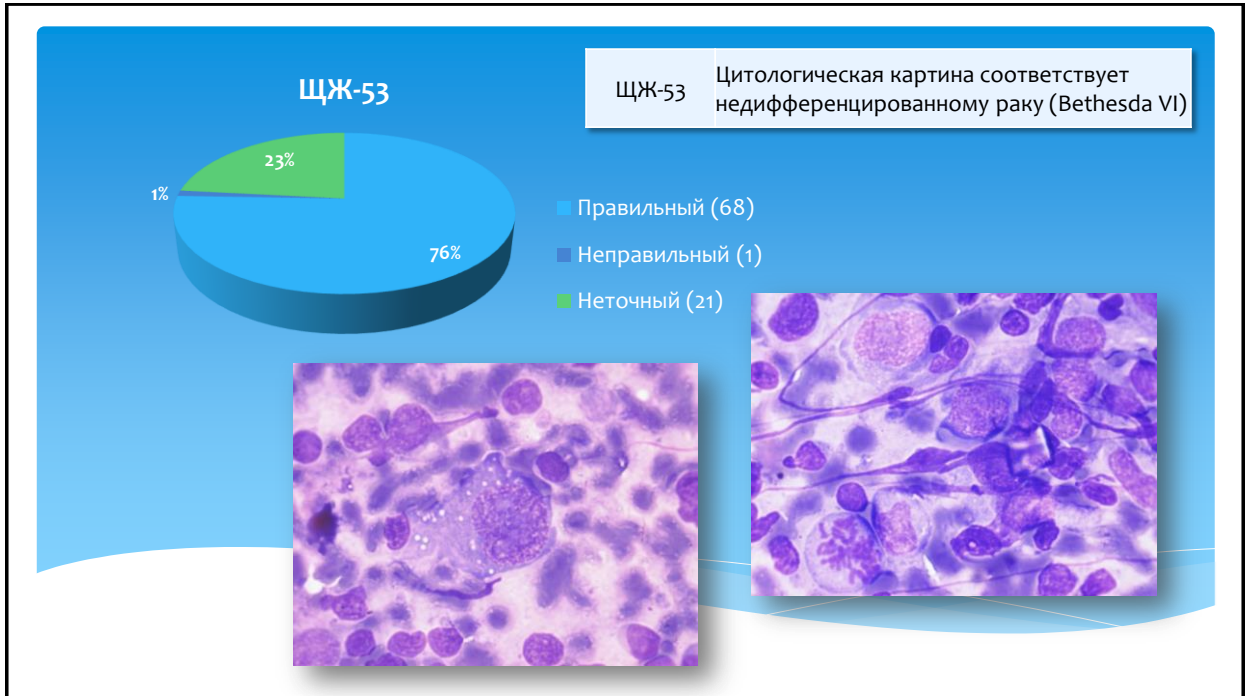 ЩЖ-53
ЩЖ-53
Цитологическая картина соответствует
недифференцированному раку (Bethesda VI)
23%
1%
76%
Правильный (68)
Неправильный (1)
Неточный (21)